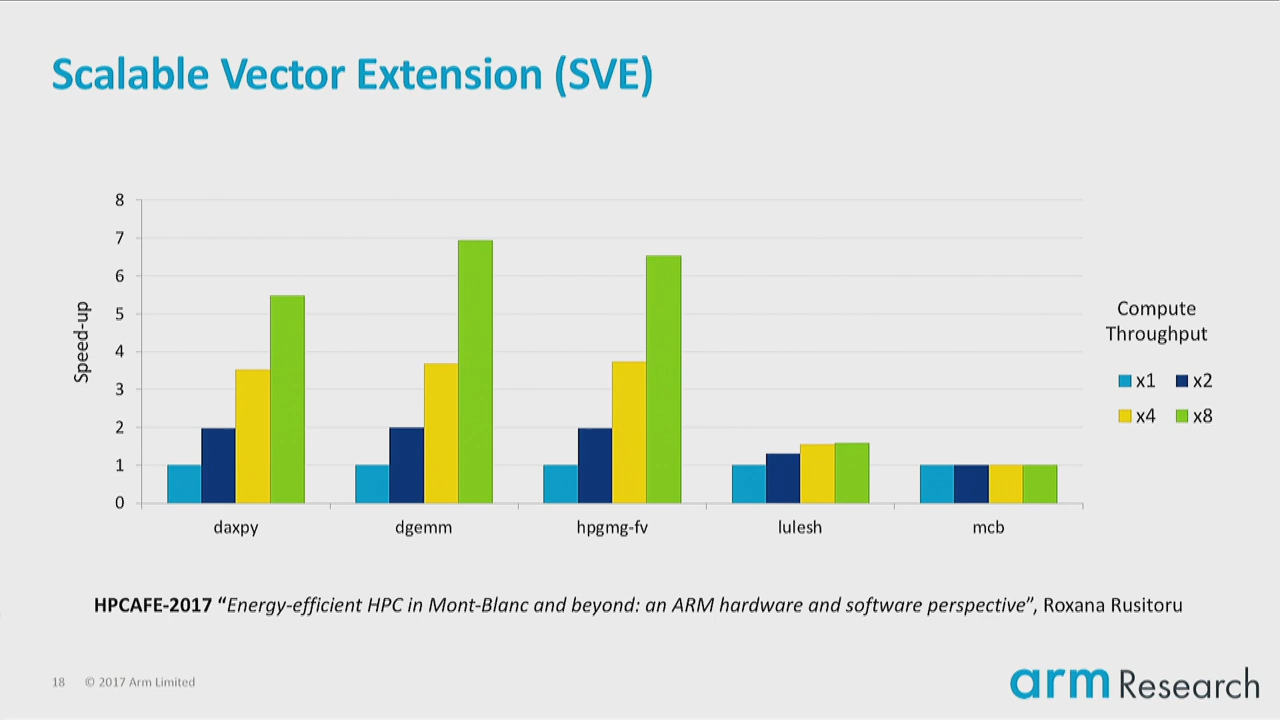 Scalable Vector Extension (SVE)
8
7
6
5
4
3
2
1
0
Speed-up
daxpy
dgemm
hpgmg-fv
lulesh
mcb
Compute
Throughput
x1 x2
x4 x8
HPCAFE-2017 “Energy-efficient HPC in Mont-Blanc and beyond: an ARM hardware and software perspective”, Roxana Rusitoru
18 © 2017 Arm Limited
arm Research